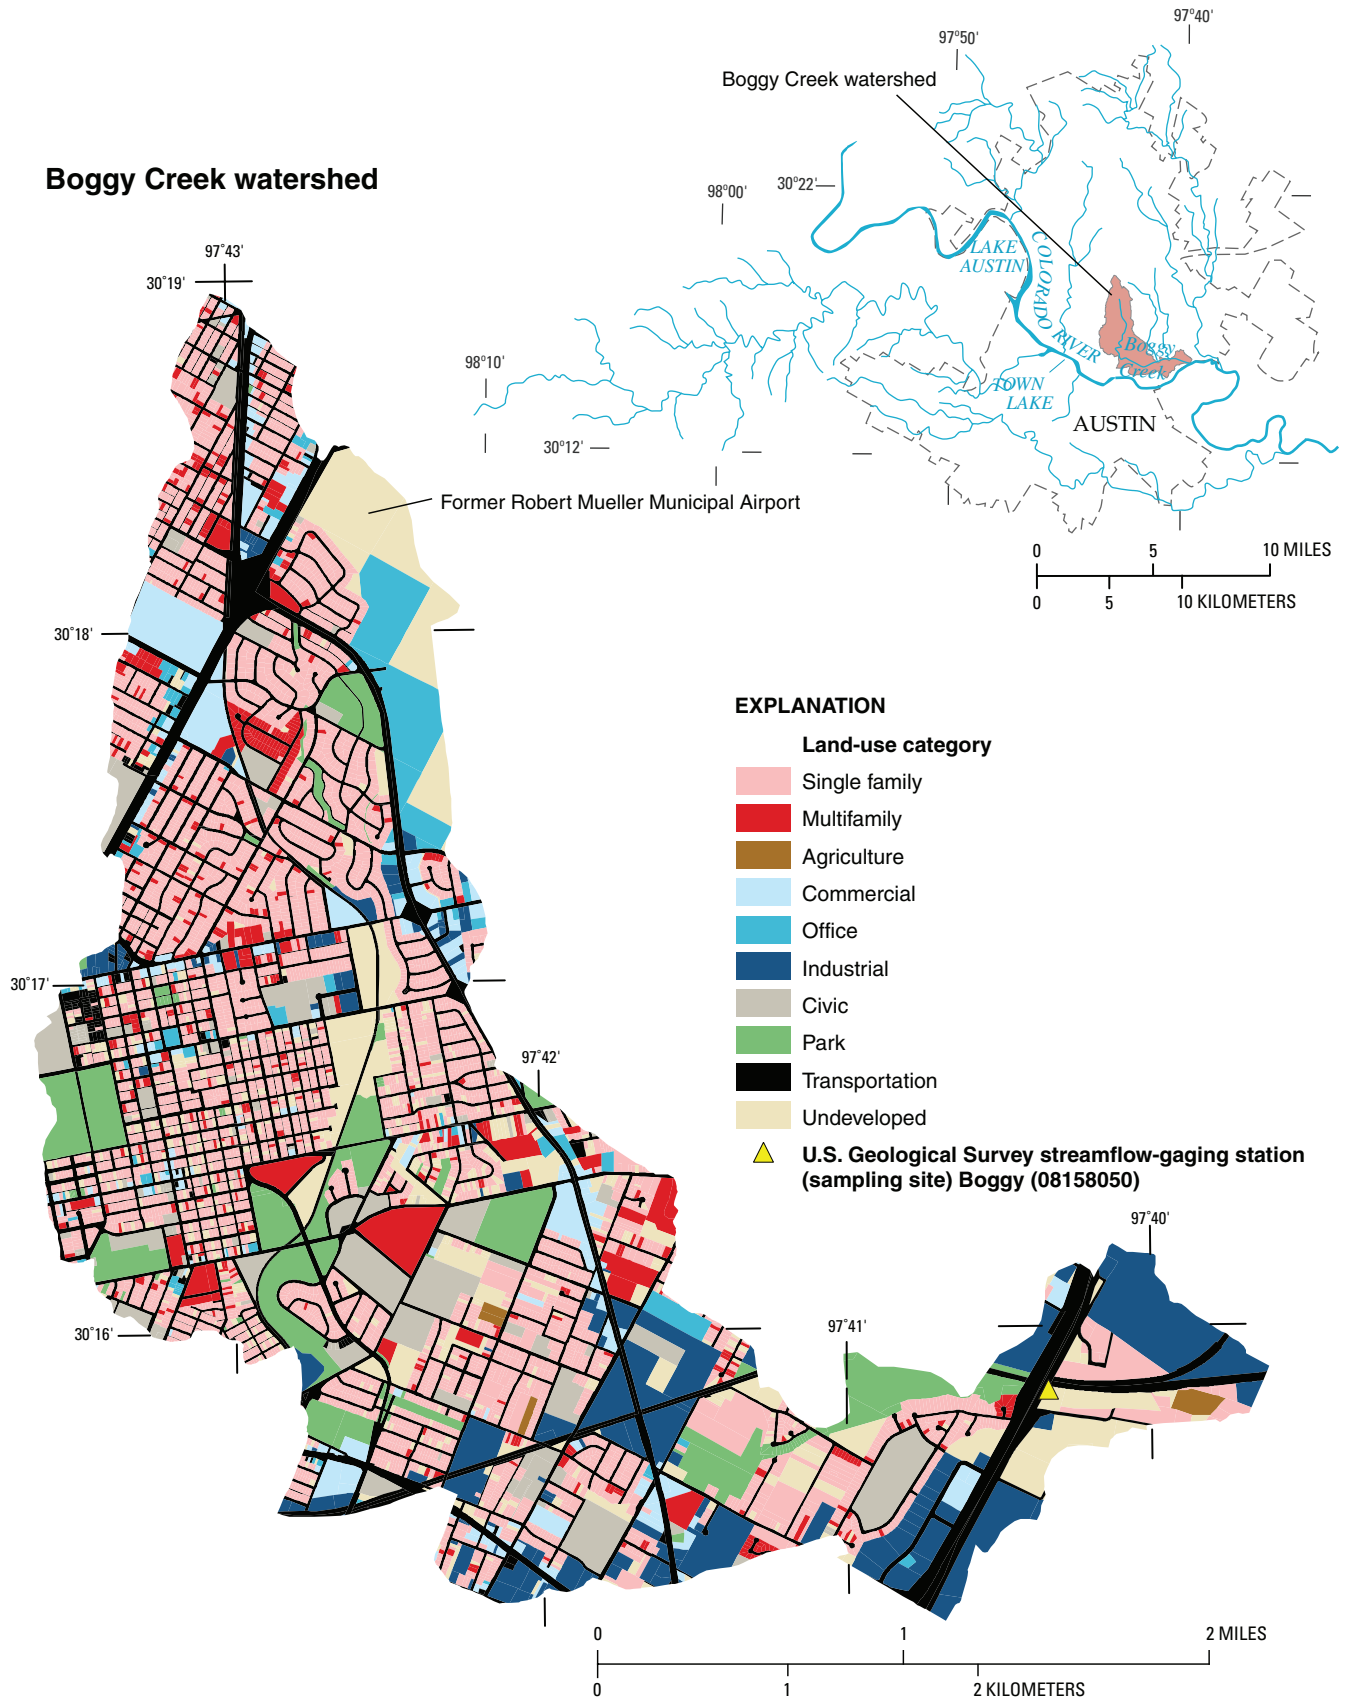 97°40'
97°50'
Boggy Creek watershed
Boggy Creek watershed
98°00'
30°22'
LAKE
AUSTIN
COLORADO
RIVER
97°43'
30°19'
Boggy
Creek
98°10'
TOWN
LAKE
AUSTIN
30°12'
Former Robert Mueller Municipal Airport
0 5 10 MILES
0 5 10 KILOMETERS
30°18'
EXPLANATION
Land-use category
Single family
Multifamily
Agriculture
Commercial
Office
Industrial
Civic
Park
Transportation
Undeveloped
U.S. Geological Survey streamflow-gaging station
(sampling site) Boggy (08158050)
30°17'
97°42'
97°40'
97°41'
30°16'
0 1 2 MILES
0 1 2 KILOMETERS